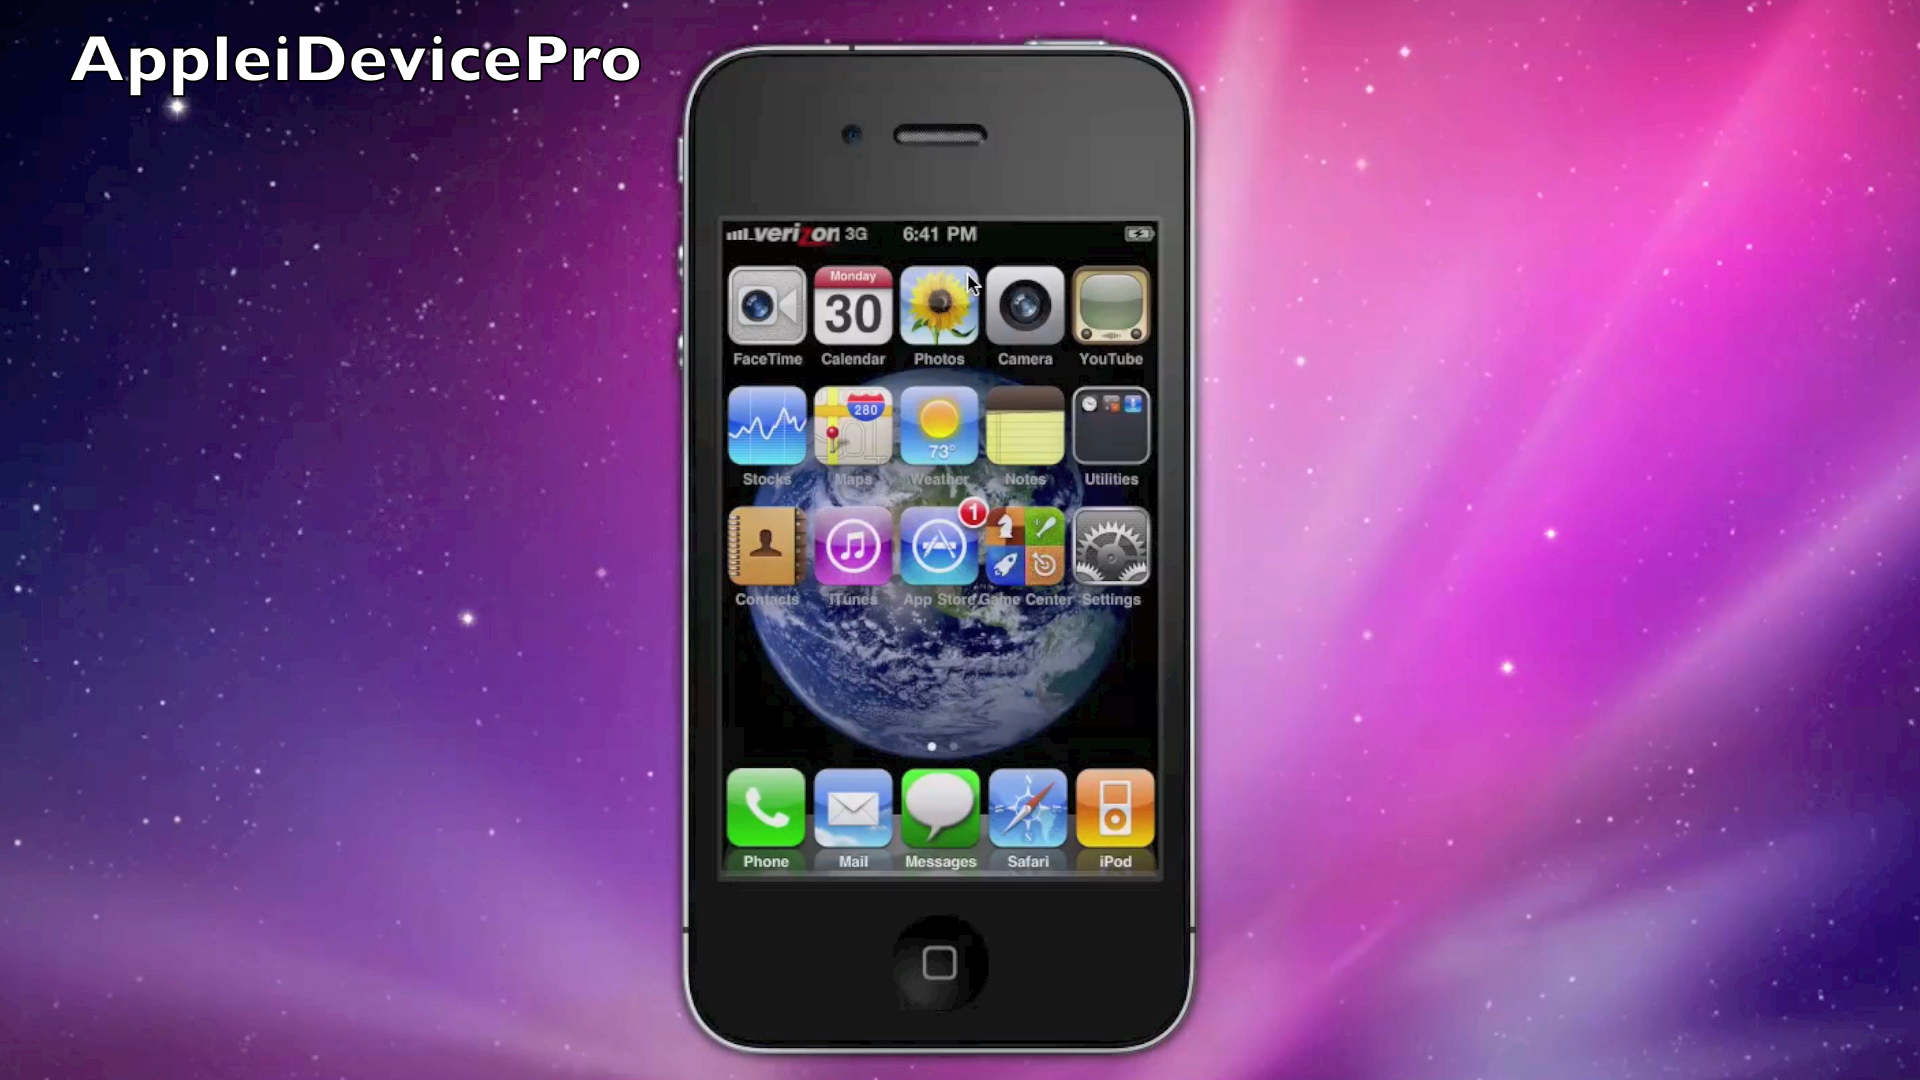 AppleiDevicePro
verizon 3G 6:41 PM
Monday
30
FaceTime Calendar Photos Camera YouTube
280
73°
Stocks Maps Weather Notes Utilities
1
Contacts iTunes App Store Game Center Settings
Phone Mail Messages Safari iPod